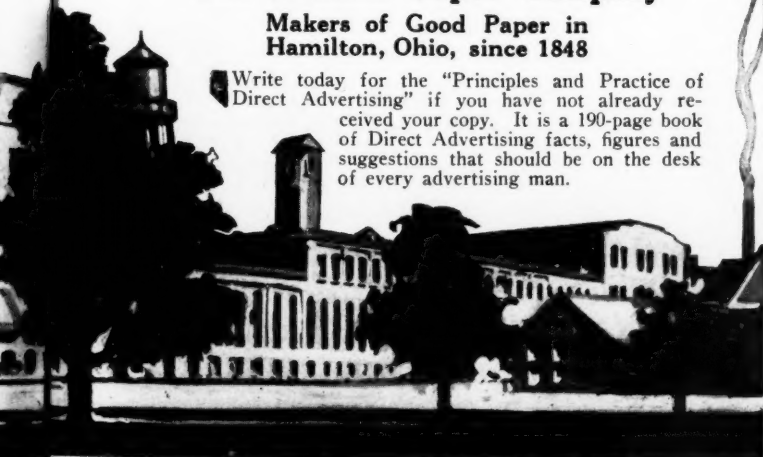 Makers of Good Paper in
Hamilton, Ohio, since 1848
Write today for the "Principles and Practice of
Direct Advertising" if you have not already re-
ceived your copy. It is a 190-page book
of Direct Advertising facts, figures and
suggestions that should be on the desk
of every advertising man.